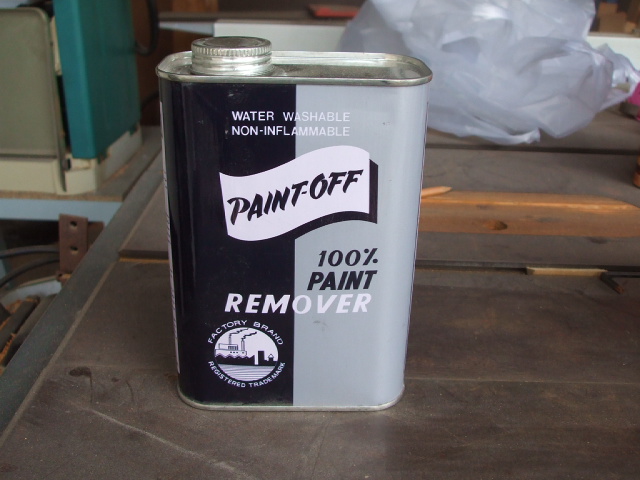 WATER WASHABLE
NON-INFLAMMABLE
PAINT-OFF
100%
PAINT
REMOVER
FACTORY BRAND
REGISTERED TRADEMARK